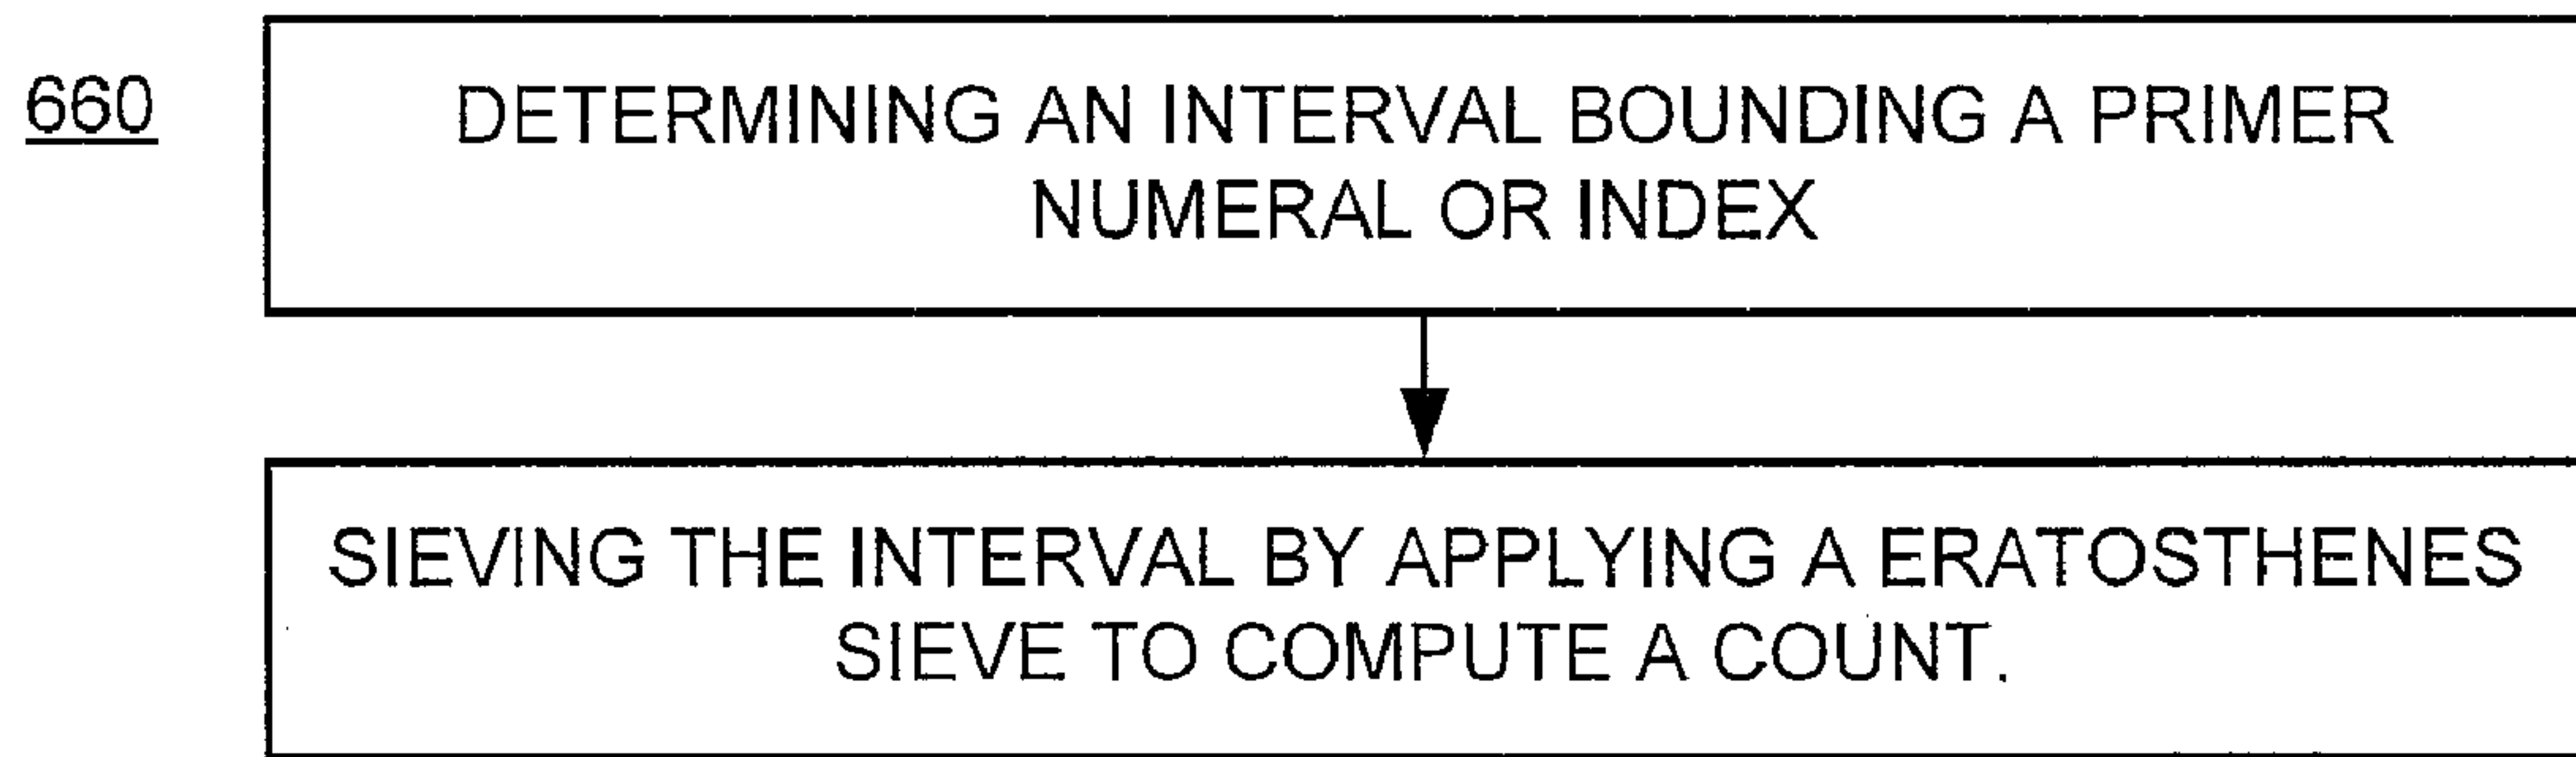 660
DETERMINING AN INTERVAL BOUNDING A PRIMER
NUMERAL OR INDEX
SIEVING THE INTERVAL BY APPLYING A ERATOSTHENES
SIEVE TO COMPUTE A COUNT.